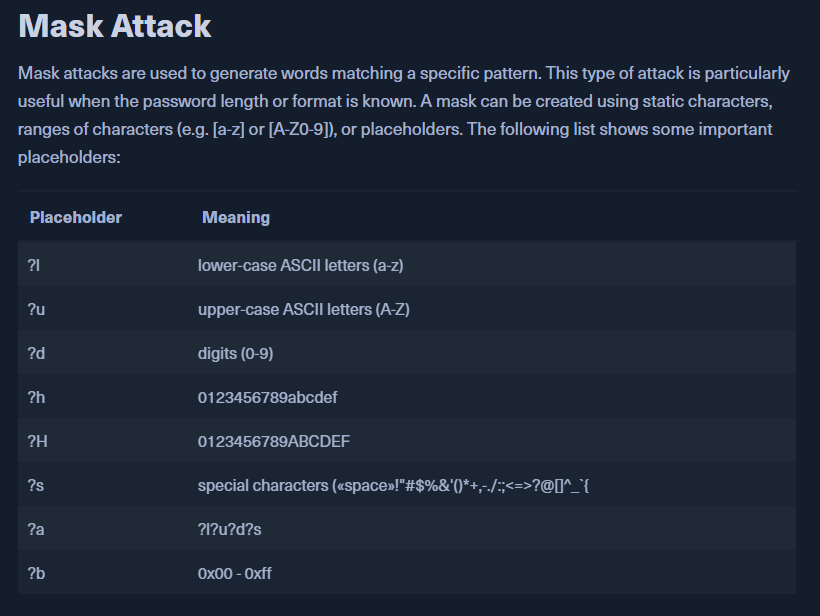 Mask Attack
Mask attacks are used to generate words matching a specific pattern. This type of attack is particularly
useful when the password length or format is known. A mask can be created using static characters,
ranges of characters (e.g. [a-z] or [A-Z0-9]), or placeholders. The following list shows some important
placeholders:
Placeholder Meaning
?l lower-case ASCII letters (a-z)
?u upper-case ASCII letters (A-Z)
?d digits (0-9)
?h 0123456789abcdef
?H 0123456789ABCDEF
?s special characters («space»!"#$%&'()*+,-./:;<=>?@[]^_`{
?a ?l?u?d?s
?b 0x00 - 0xff